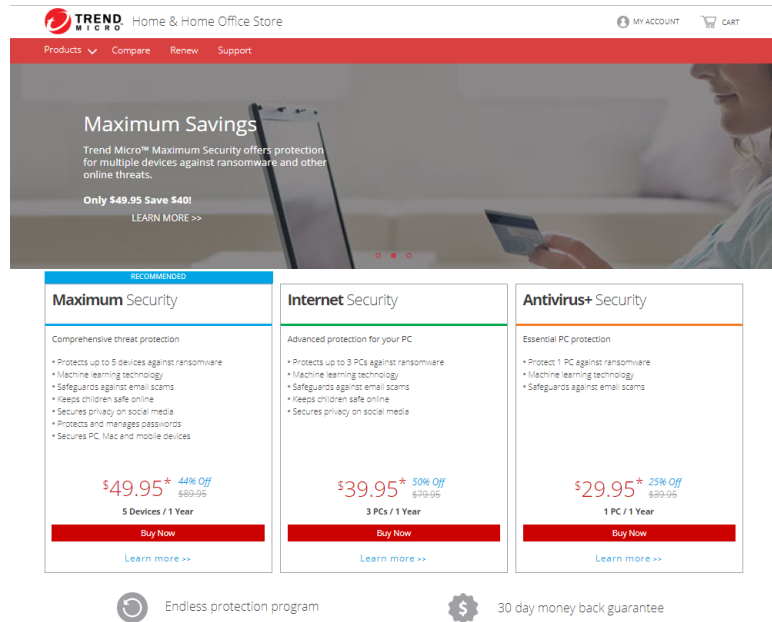 TREND MICRO Home & Home Office Store
MY ACCOUNT
CART
Products
Compare
Renew
Support
Maximum Savings
Trend Micro™ Maximum Security offers protection
for multiple devices against ransomware and other
online threats.
Only $49.95 Save $40!
LEARN MORE >>
RECOMMENDED
Maximum Security
Comprehensive threat protection
• Protects up to 5 devices against ransomware
• Machine learning technology
• Safeguards against email scams
• Keeps children safe online
• Secures privacy on social media
• Protects and manages passwords
• Secures PC, Mac and mobile devices
$49.95* 44% Off
$89.95
5 Devices / 1 Year
Buy Now
Learn more >>
Internet Security
Advanced protection for your PC
• Protects up to 3 PCs against ransomware
• Machine learning technology
• Safeguards against email scams
• Keeps children safe online
• Secures privacy on social media
$39.95* 50% Off
$79.95
3 PCs / 1 Year
Buy Now
Learn more >>
Antivirus+ Security
Essential PC protection
• Protect 1 PC against ransomware
• Machine learning technology
• Safeguards against email scams
$29.95* 25% Off
$39.95
1 PC / 1 Year
Buy Now
Learn more >>
Endless protection program
$
30 day money back guarantee